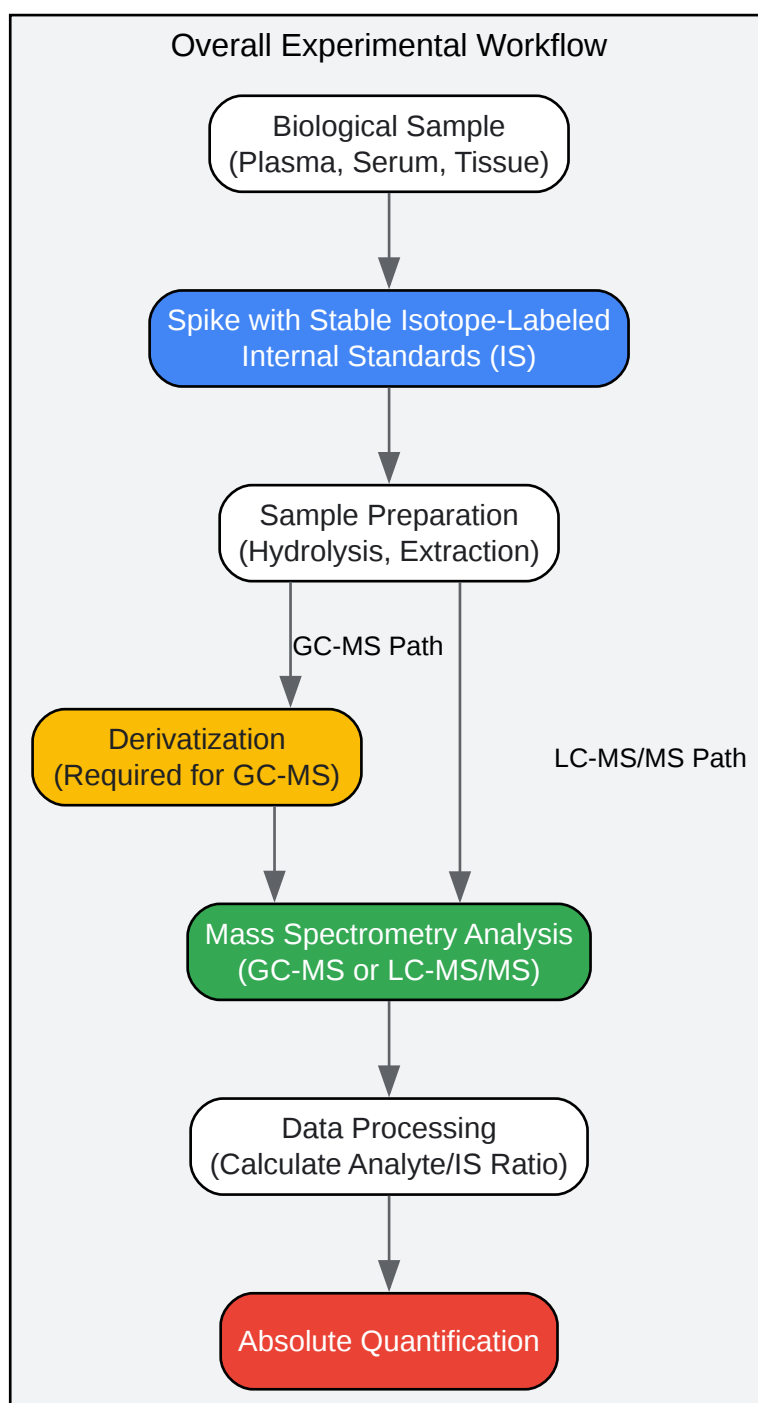 Overall Experimental Workflow
Biological Sample
(Plasma, Serum, Tissue)
Spike with Stable Isotope-Labeled
Internal Standards (IS)
Sample Preparation
(Hydrolysis, Extraction)
GC-MS Path
Derivatization
(Required for GC-MS)
LC-MS/MS Path
Mass Spectrometry Analysis
(GC-MS or LC-MS/MS)
Data Processing
(Calculate Analyte/IS Ratio)
Absolute Quantification